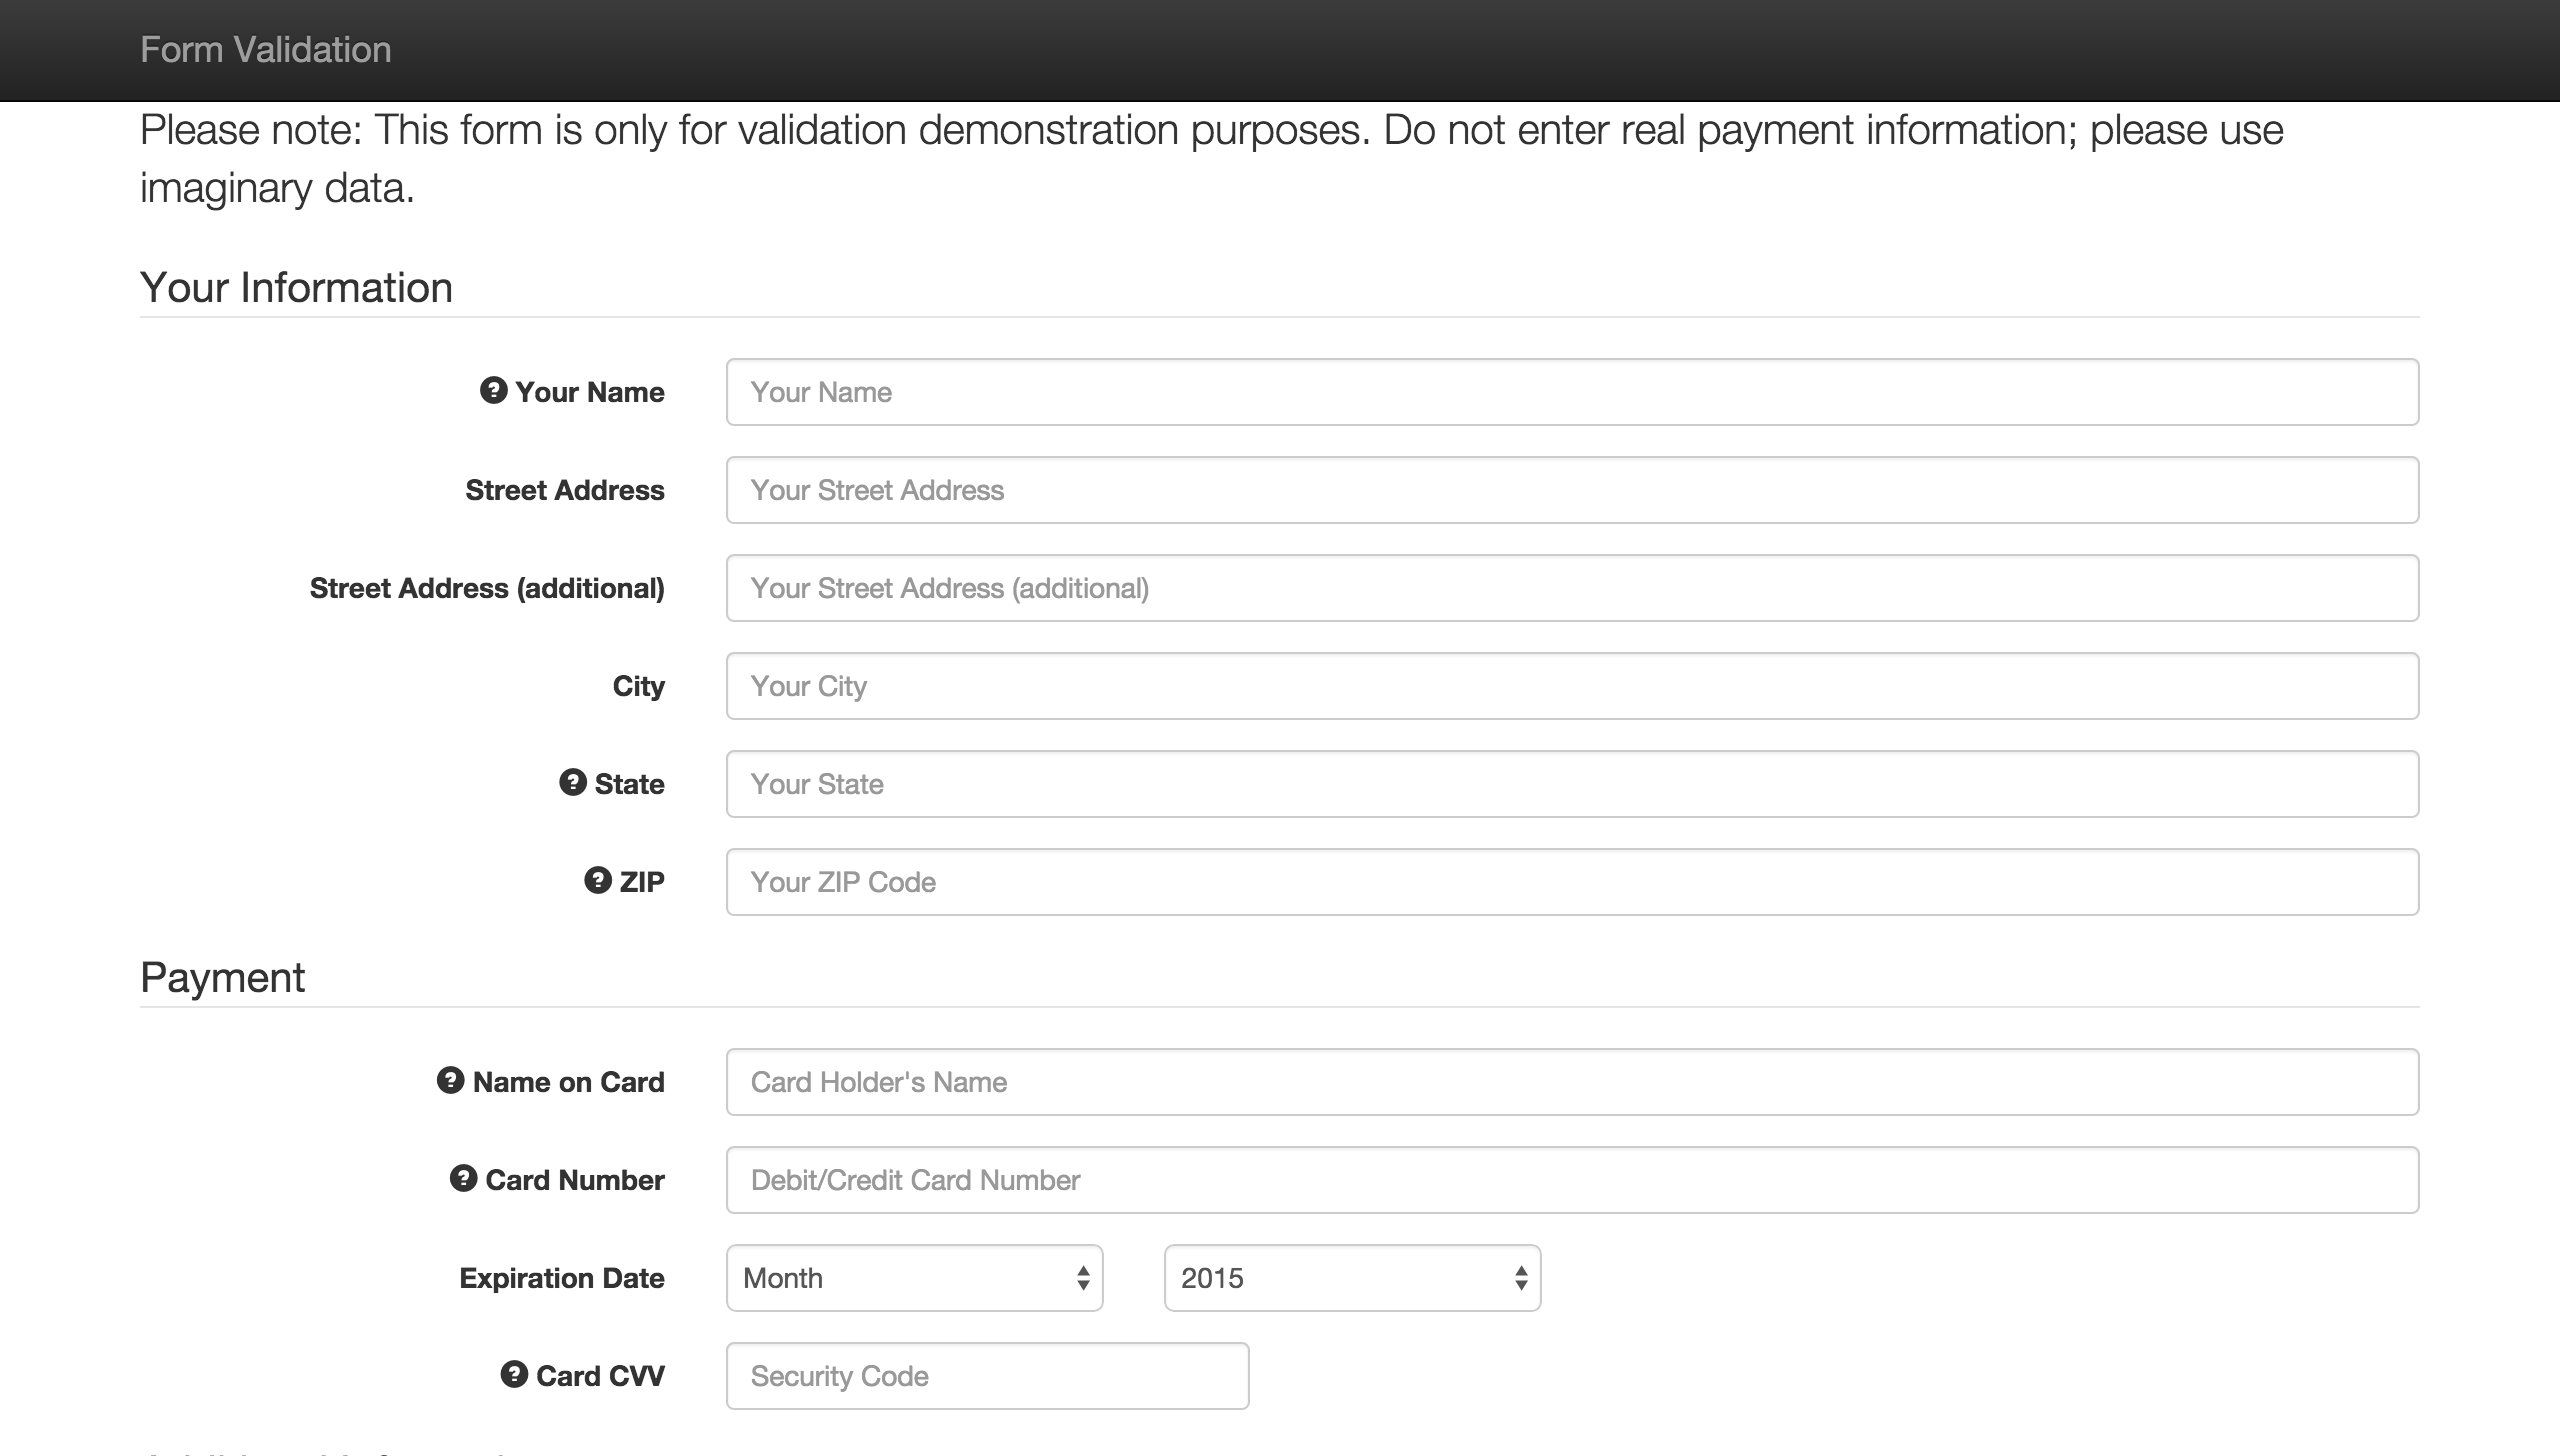 Form Validation
Please note: This form is only for validation demonstration purposes. Do not enter real payment information; please use
imaginary data.
Your Information
Your Name Your Name
Street Address Your Street Address
Street Address (additional) Your Street Address (additional)
City Your City
State Your State
ZIP Your ZIP Code
Payment
Name on Card Card Holder's Name
Card Number Debit/Credit Card Number
Expiration Date Month 2015
Card CVV Security Code